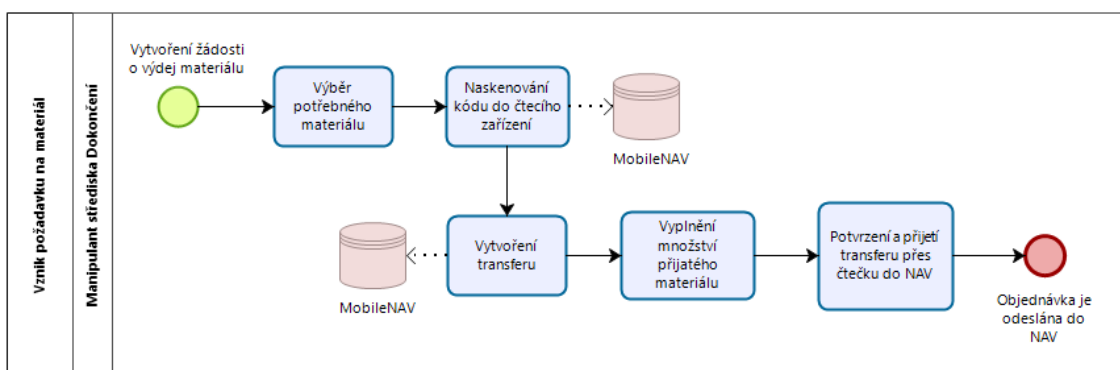 Vznik požádavku na materiál
Manipulant střediska Dokončení
Vytvoření žádosti
o výdej materiálu
Výběr
potřebného
materiálu
Naskenování
kódu do čtecího
zařízení
MobileNAV
MobileNAV
Vytvoření
transferu
Vyplnění
množství
přijatého
materiálu
Potvrzení a přijetí
transferu přes
čtečku do NAV
Objednávka je
odeslána do
NAV